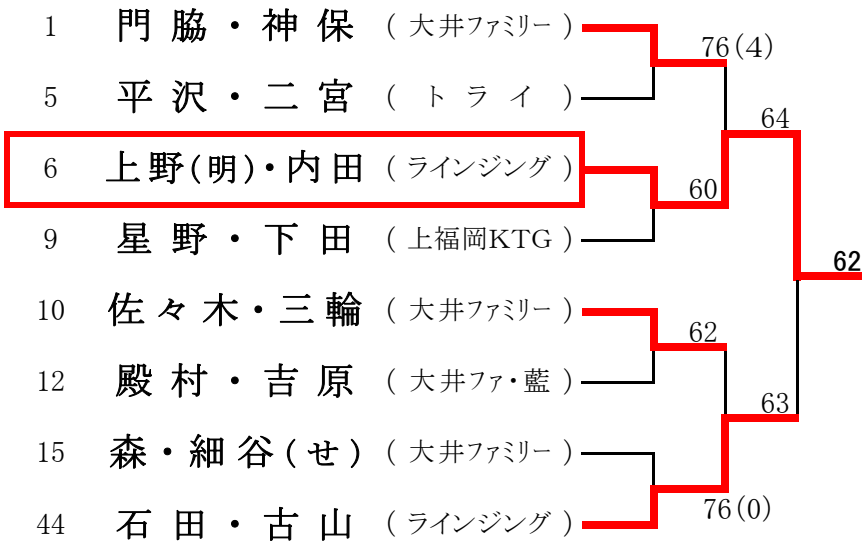 1 門脇・神保 (大井ファミリー)
76(4)
5 平沢・二宮 (トライ)
64
6 上野(明)・内田 (ラインジング)
60
9 星野・下田 (上福岡KTG)
62
10 佐々木・三輪 (大井ファミリー)
62
12 殿村・吉原 (大井ファ・藍)
63
15 森・細谷(せ) (大井ファミリー)
76(0)
44 石田・古山 (ラインジング)